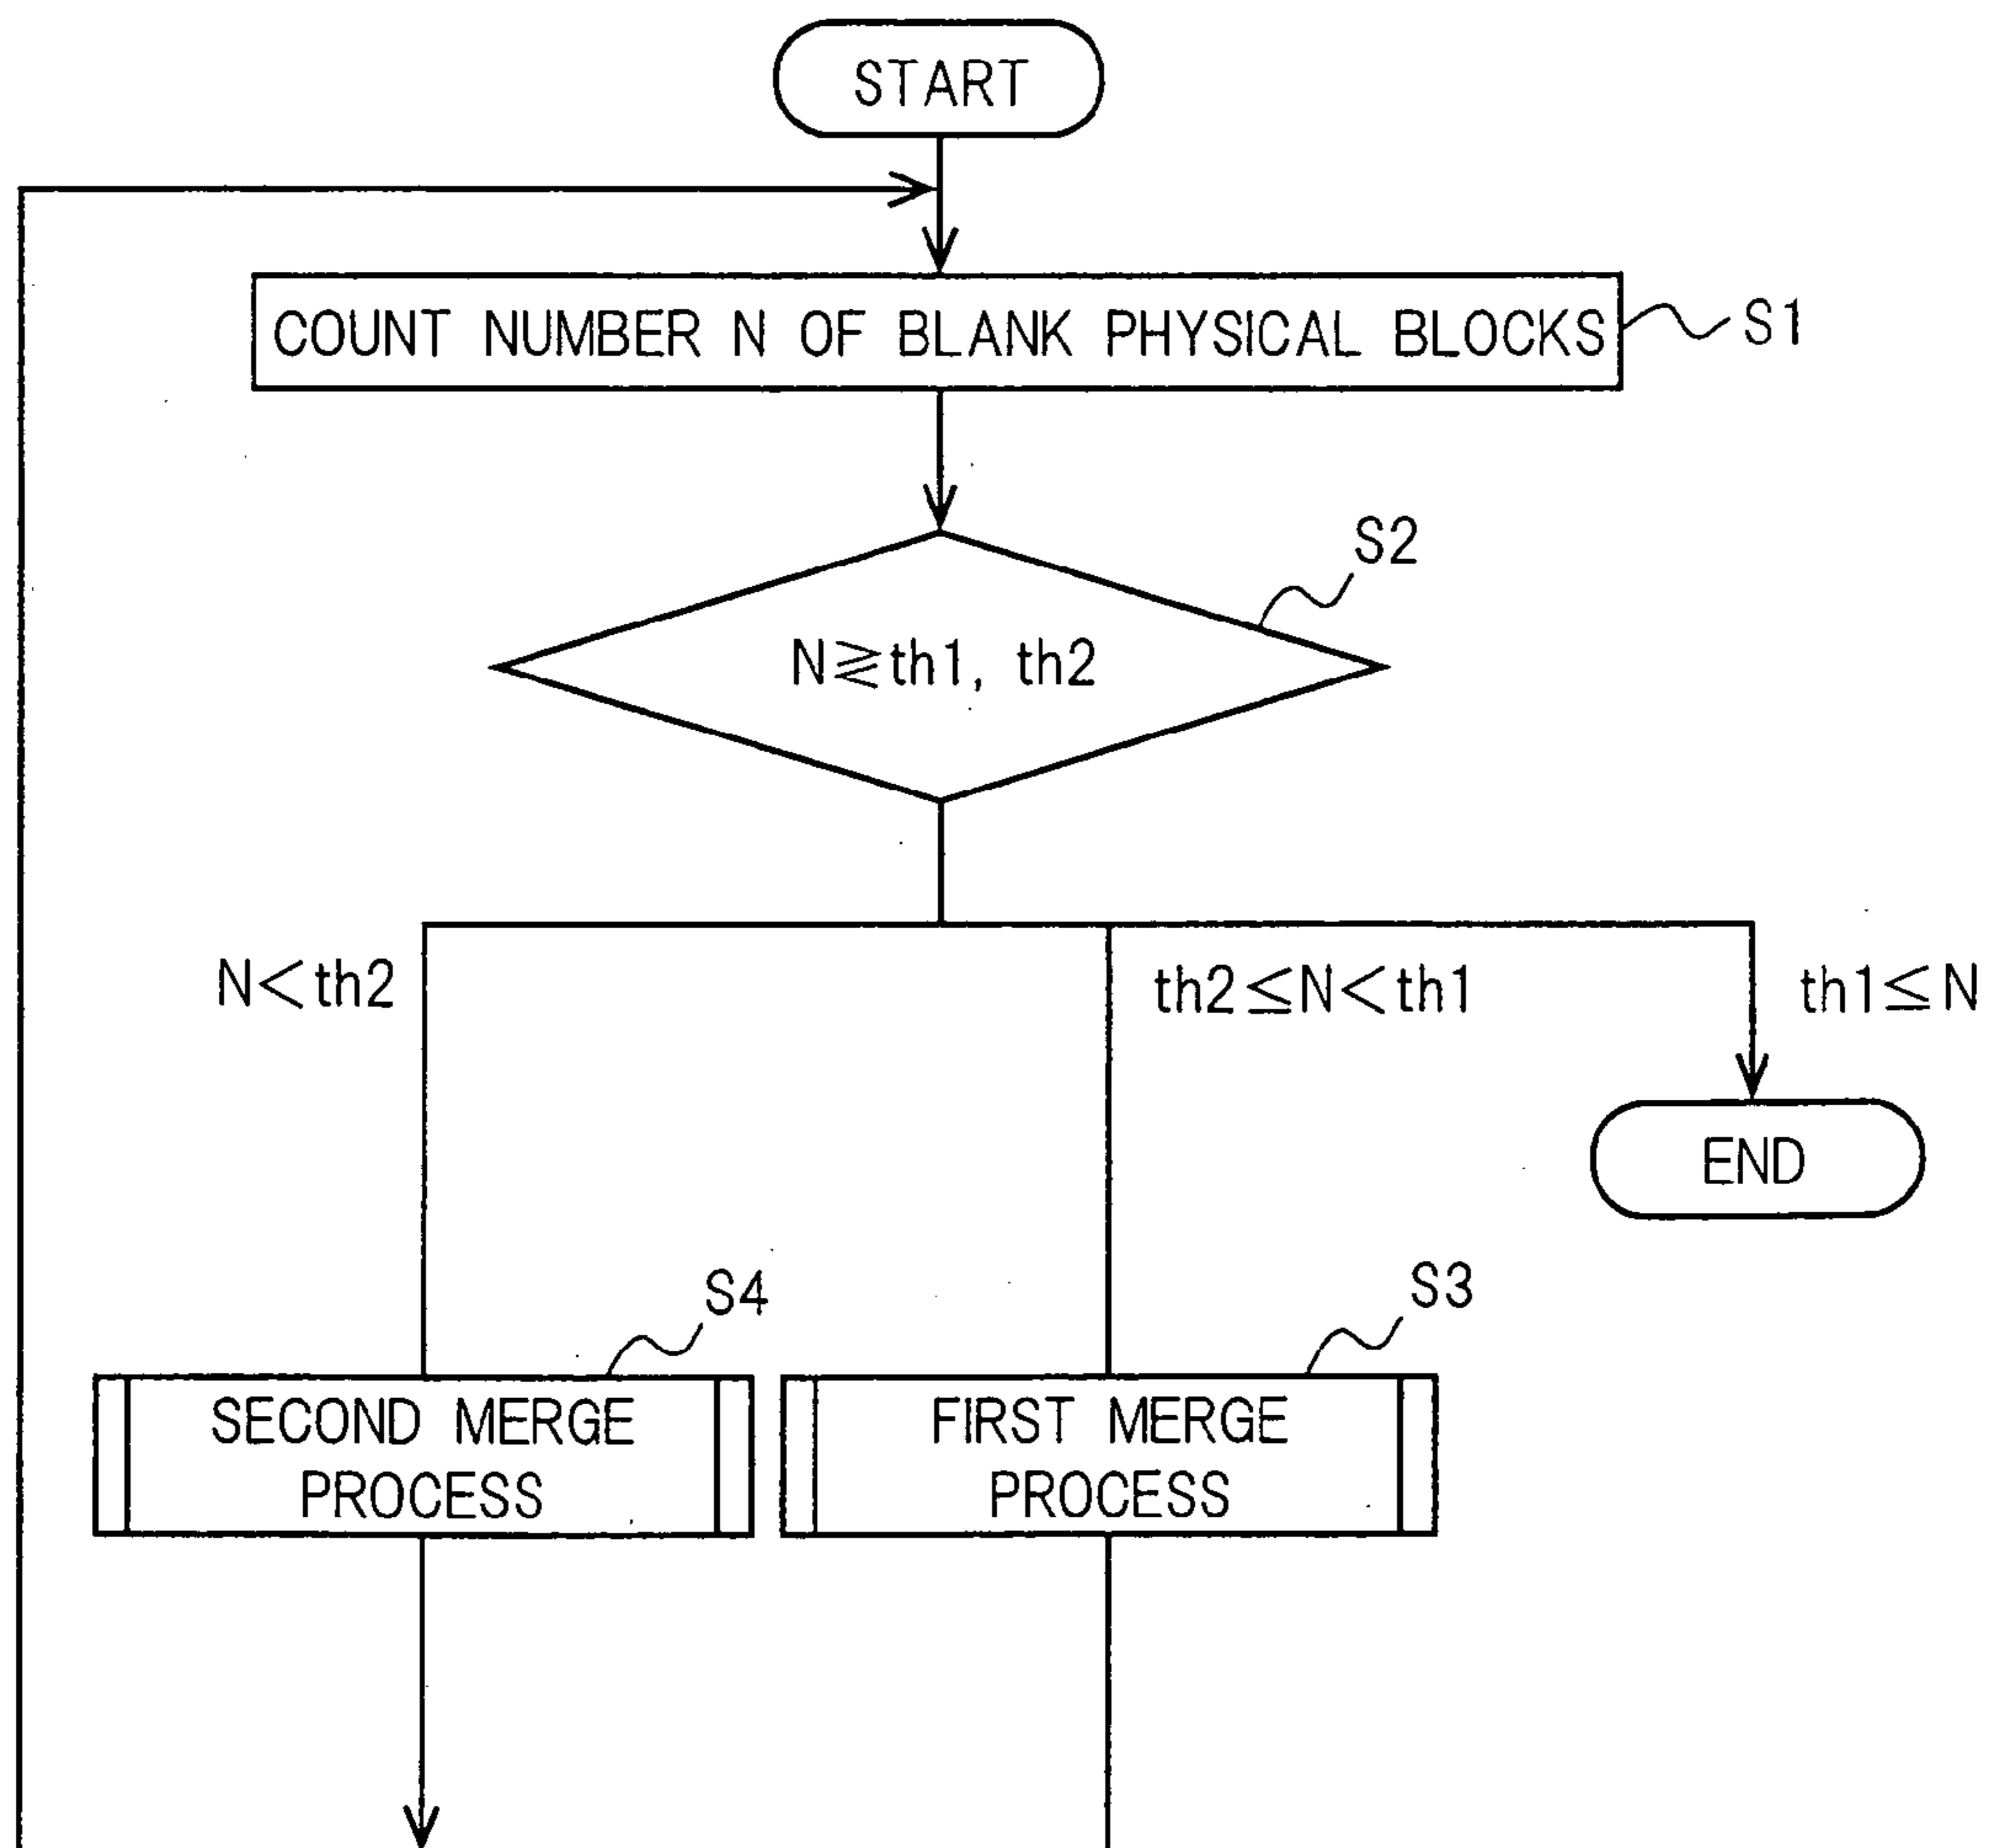 START
COUNT NUMBER N OF BLANK PHYSICAL BLOCKS
S1
S2
N≷th1, th2
N<th2
th2≦N<th1
th1≦N
END
S4
S3
SECOND MERGE
PROCESS
FIRST MERGE
PROCESS